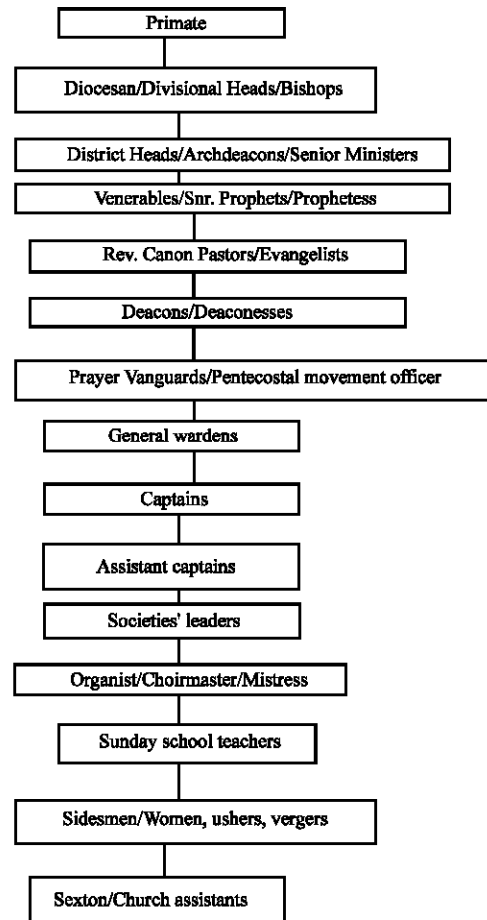 Primate
Diocesan/Divisional Heads/Bishops
District Heads/Archdeacons/Senior Ministers
Venerables/Snr. Prophets/Prophetess
Rev. Canon Pastors/Evangelists
Deacons/Deaconesses
Prayer Vanguards/Pentecostal movement officer
General wardens
Captains
Assistant captains
Societies' leaders
Organist/Choirmaster/Mistress
Sunday school teachers
Sidesmen/Women, ushers, vergers
Sexton/Church assistants